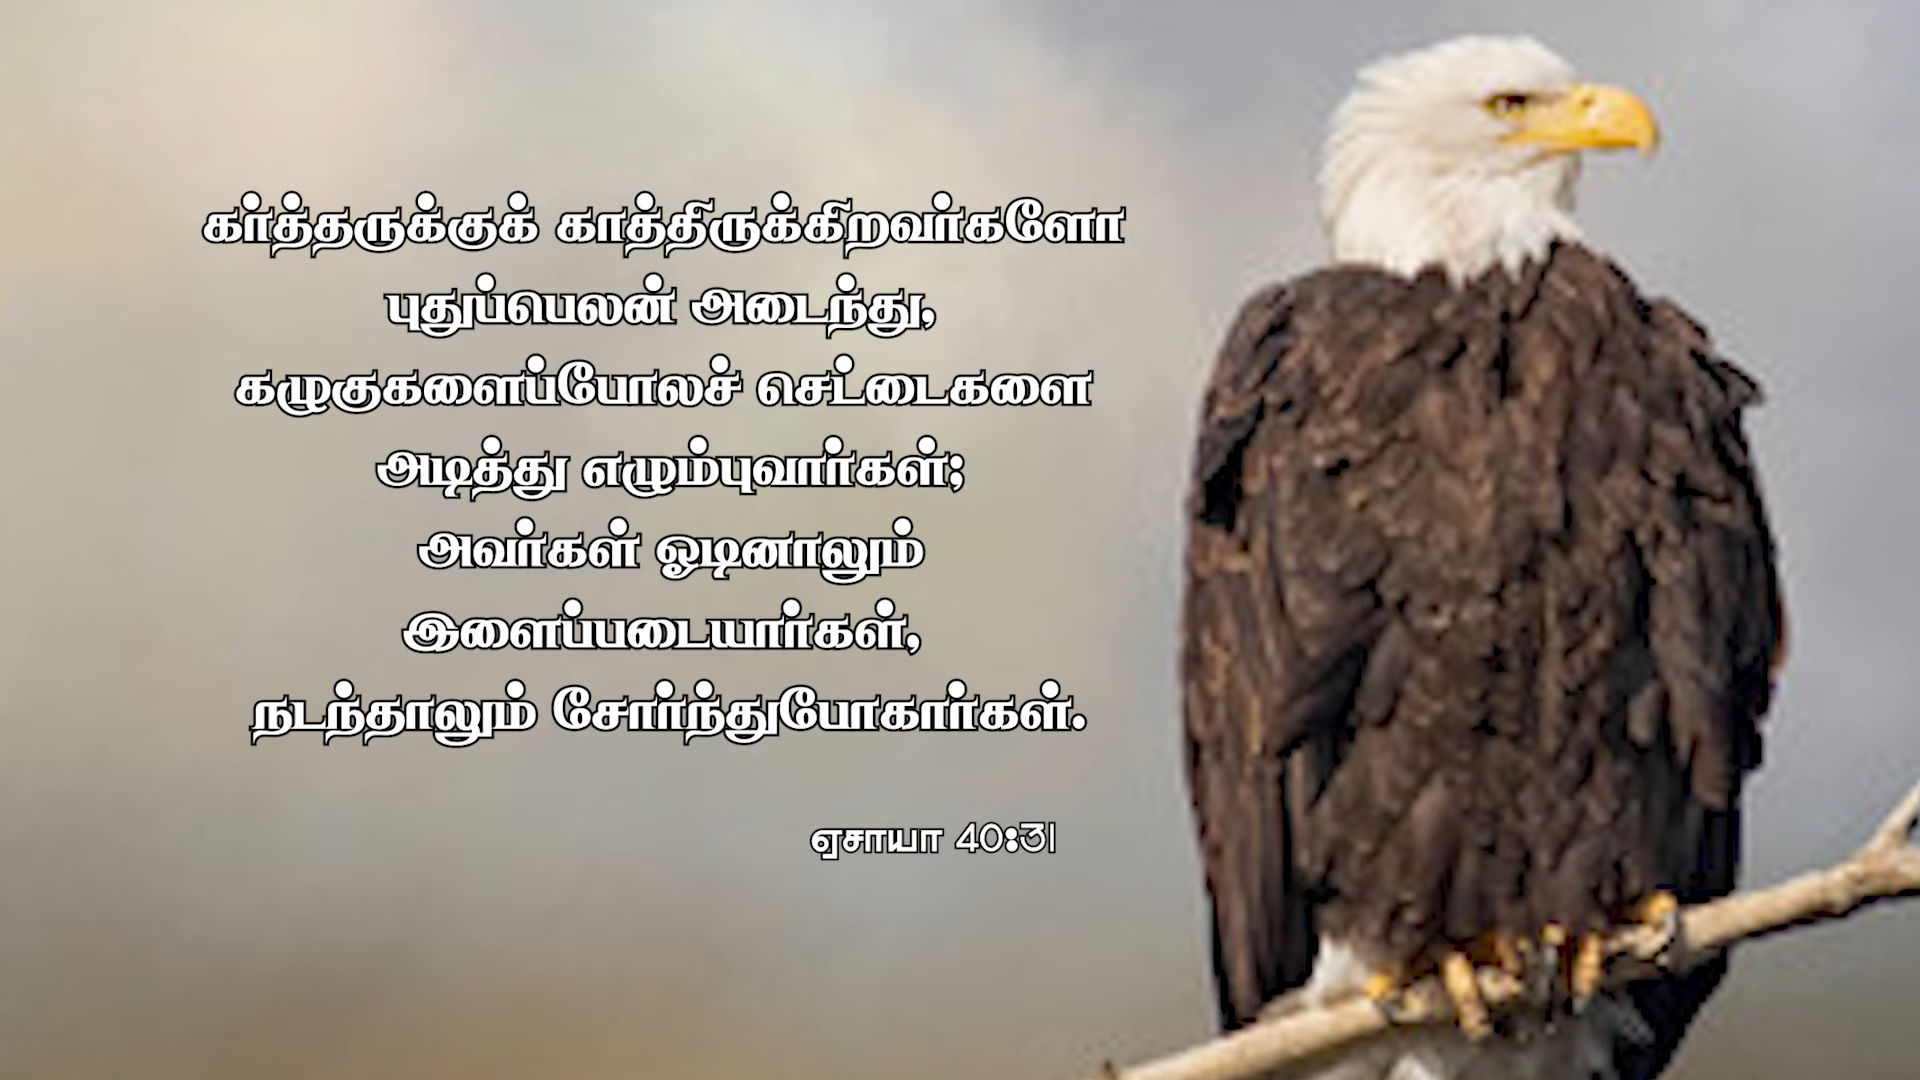 கர்த்தருக்குக் காத்திருக்கிறவர்களோ
புதுப்பெலன் அடைந்து,
கழுகுகளைப்போலச் செட்டைகளை
அடித்து எழும்புவார்கள்;
அவர்கள் ஓடினாலும்
இளைப்படையார்கள்,
நடந்தாலும் சோர்ந்துபோகார்கள்.
ஏசாயா 40:31